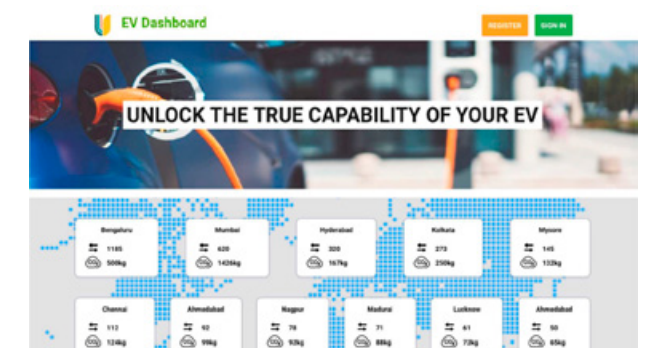 EV Dashboard
REGISTER SIGN IN
UNLOCK THE TRUE CAPABILITY OF YOUR EV
Bengaluru Mumbai Hyderabad Kolkata Mysore
1185 620 320 273 145
500kg 1426kg 167kg 250kg 132kg
Chennai Ahmedabad Nagpur Madurai Lucknow Ahmedabad
112 92 78 71 61 50
124kg 99kg 92kg 88kg 72kg 65kg